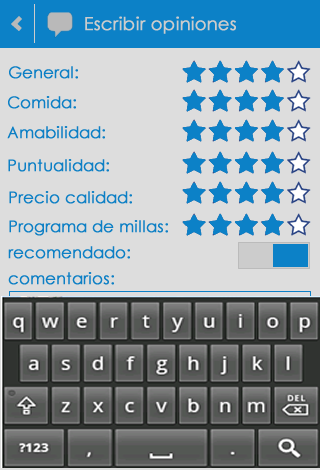 Escribir opiniones
General:
Comida:
Amabilidad:
Puntualidad:
Precio calidad:
Programa de millas:
recomendado:
comentarios:
q w e r t y u i o p
a s d f g h j k l
z x c v b n m DEL
?123 , .